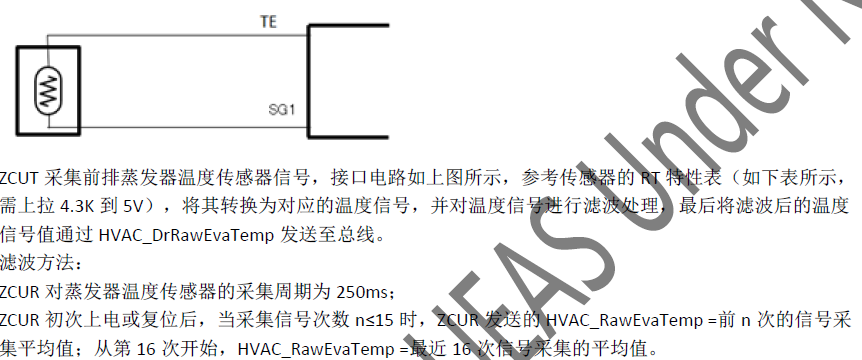 TE
SG1
ZCUT 采集前排蒸发器温度传感器信号，接口电路如上图所示，参考传感器的 RT 特性表（如下表所示，
需上拉 4.3K 到 5V），将其转换为对应的温度信号，并对温度信号进行滤波处理，最后将滤波后的温度
信号值通过 HVAC_DrRawEvaTemp 发送至总线。
滤波方法：
ZCUR 对蒸发器温度传感器的采集周期为 250ms；
ZCUR 初次上电或复位后，当采集信号次数 n≤15 时，ZCUR 发送的 HVAC_RawEvaTemp =前 n 次的信号采
集平均值；从第 16 次开始，HVAC_RawEvaTemp =最近 16 次信号采集的平均值。
UEAS Under